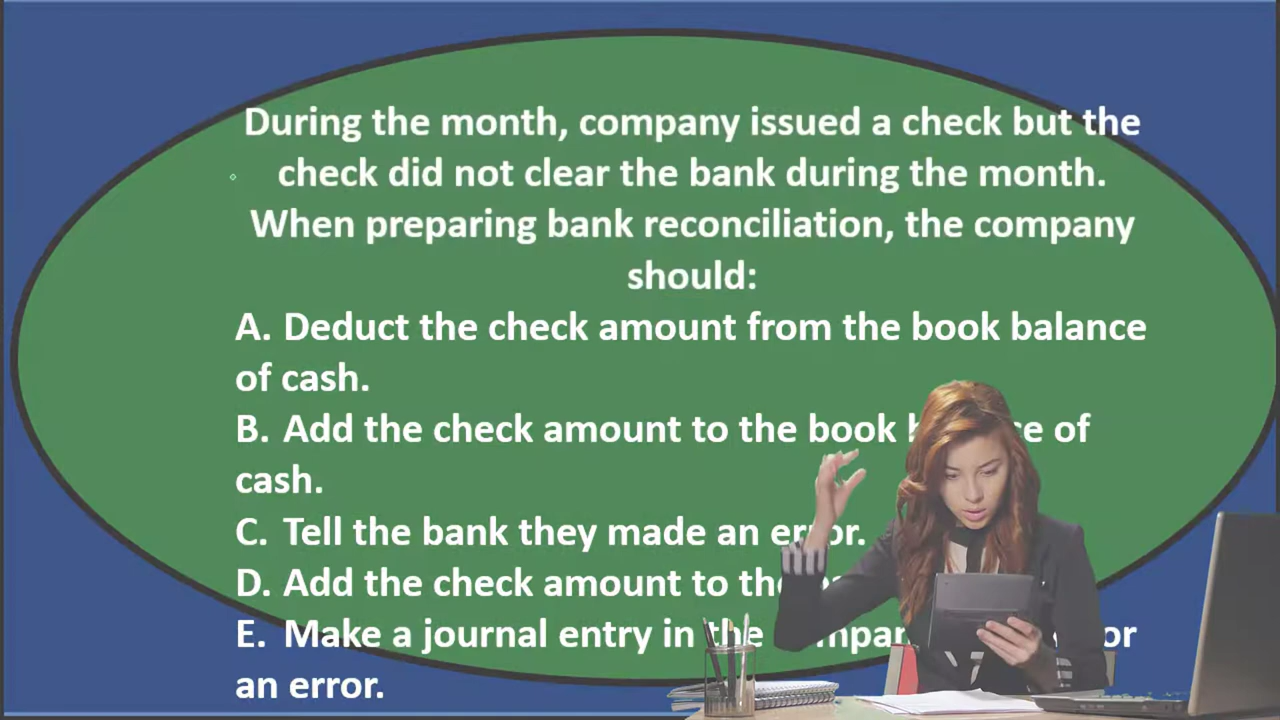 During the month, company issued a check but the
check did not clear the bank during the month.
When preparing bank reconciliation, the company
should:
A. Deduct the check amount from the book balance
of cash.
B. Add the check amount to the book of
cash.
C. Tell the bank they made an error.
D. Add the check amount to
E. Make a journal entry in the
an error.